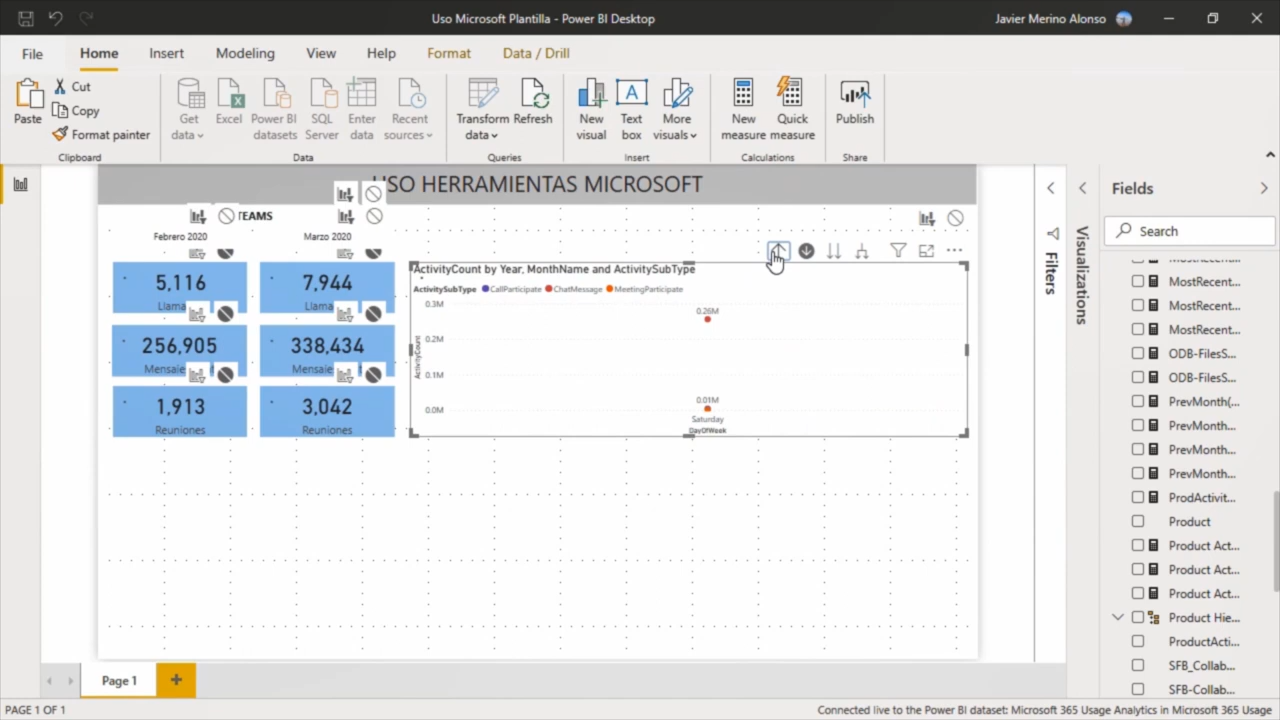 Uso Microsoft Plantilla - Power BI Desktop
Javier Merino Alonso
File Home Insert Modeling View Help Format Data / Drill
Paste
Cut
Copy
Format painter
Clipboard
Get data
Excel
Power BI datasets
SQL Server
Enter data
Recent sources
Data
Transform data
Refresh
Queries
New visual
Text box
More visuals
Insert
New measure
Quick measure
Calculations
Publish
Share
USO HERRAMIENTAS MICROSOFT
TEAMS
Febrero 2020 Marzo 2020
5,116 7,944
Llama Llama
256,905 338,434
Mensaje
1,913 3,042
Reuniones Reuniones
ActivityCount by Year, MonthName and ActivitySubType
ActivitySubType CallParticipate ChatMessage MeetingParticipate
ActivityCount
0.3M
0.2M
0.1M
0.0M
0.26M
0.01M
Saturday
DayOfWeek
Filters
Visualizations
Fields
Search
MostRecent...
MostRecent...
MostRecent...
ODB-FilesS...
ODB-FilesS...
PrevMonth(...
PrevMonth...
PrevMonth...
PrevMonth...
ProdActivit...
Product
Product Act...
Product Act...
Product Act...
Product Hie...
ProductActi...
SFB_Collab...
SFB-Collab...
Page 1
PAGE 1 OF 1
Connected live to the Power BI dataset: Microsoft 365 Usage Analytics in Microsoft 365 Usage